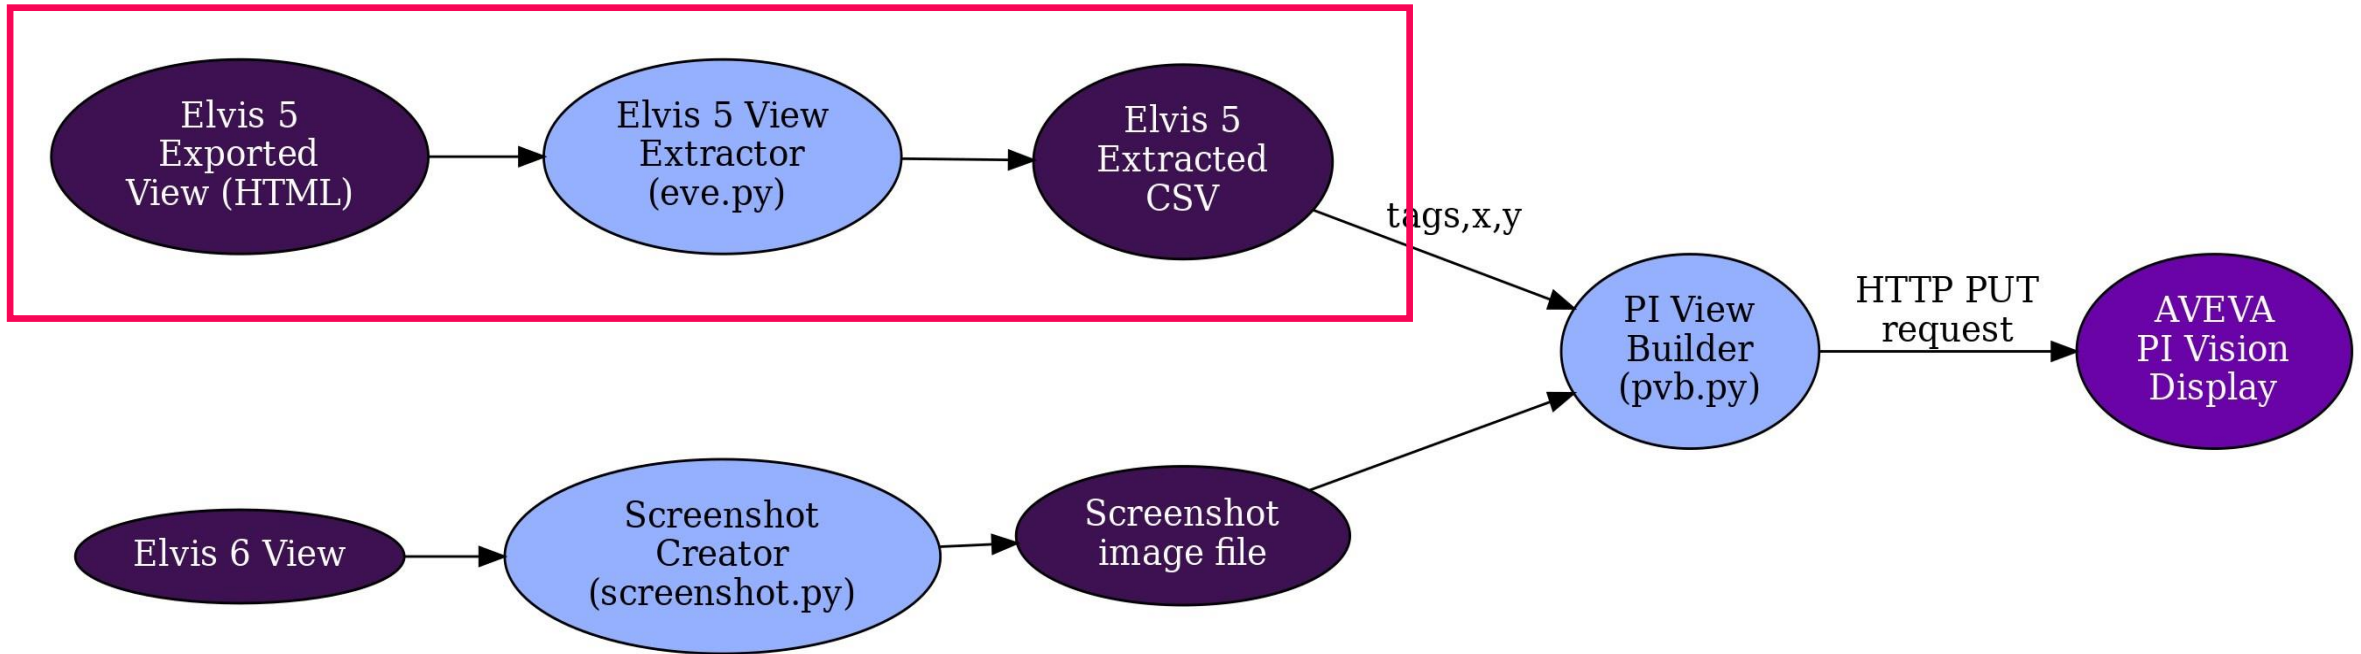 Elvis 5
Exported
View (HTML)
Elvis 5 View
Extractor
(eve.py)
Elvis 5
Extracted
CSV
tags,x,y
PI View
Builder
(pvb.py)
HTTP PUT
request
AVEVA
PI Vision
Display
Elvis 6 View
Screenshot
Creator
(screenshot.py)
Screenshot
image file